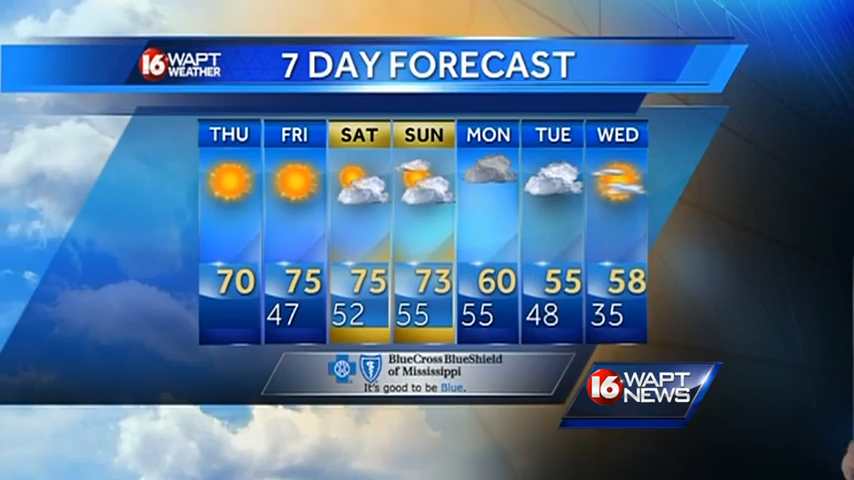 16 WAPT WEATHER
7 DAY FORECAST
THU FRI SAT SUN MON TUE WED
70 75 75 73 60 55 58
47 52 55 55 48 35
BlueCross BlueShield
of Mississippi
It's good to be Blue.
16 WAPT NEWS